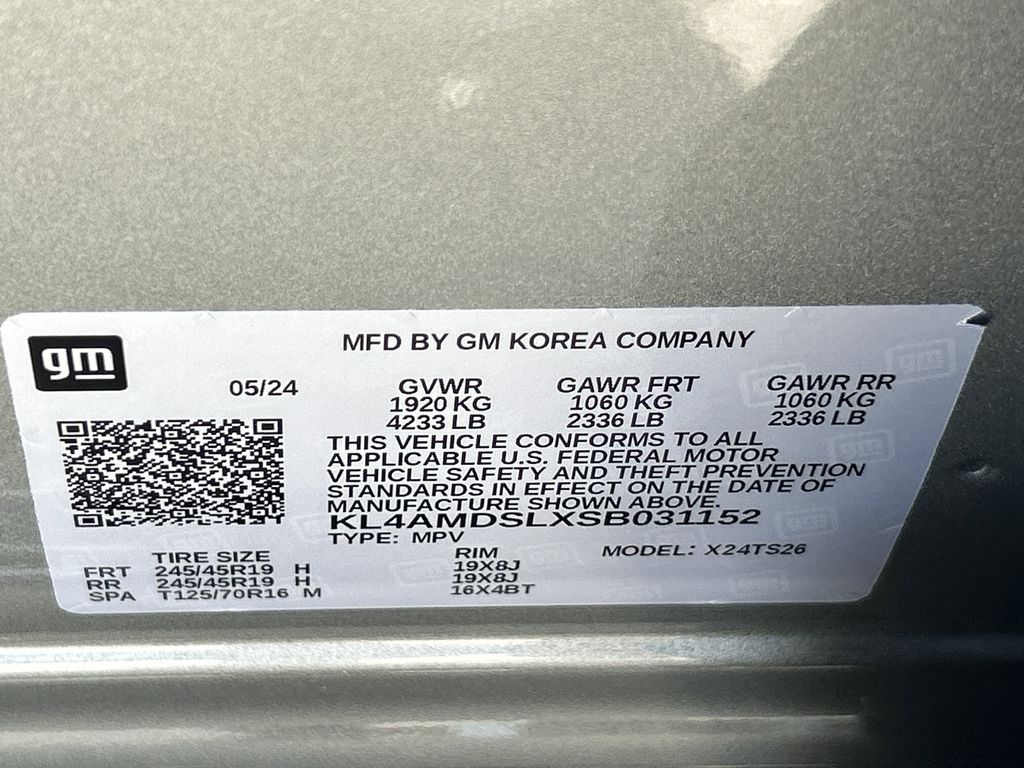 gm
MFD BY GM KOREA COMPANY
05/24 GVWR GAWR FRT GAWR RR
1920 KG 1060 KG 1060 KG
4233 LB 2336 LB 2336 LB
THIS VEHICLE CONFORMS TO ALL
APPLICABLE U.S. FEDERAL MOTOR
VEHICLE SAFETY AND THEFT PREVENTION
STANDARDS IN EFFECT ON THE DATE OF
MANUFACTURE SHOWN ABOVE.
KL4AMDSLXSB031152
TYPE: MPV
TIRE SIZE RIM MODEL: X24TS26
FRT 245/45R19 H 19X8J
RR 245/45R19 H 19X8J
SPA T125/70R16 M 16X4BT